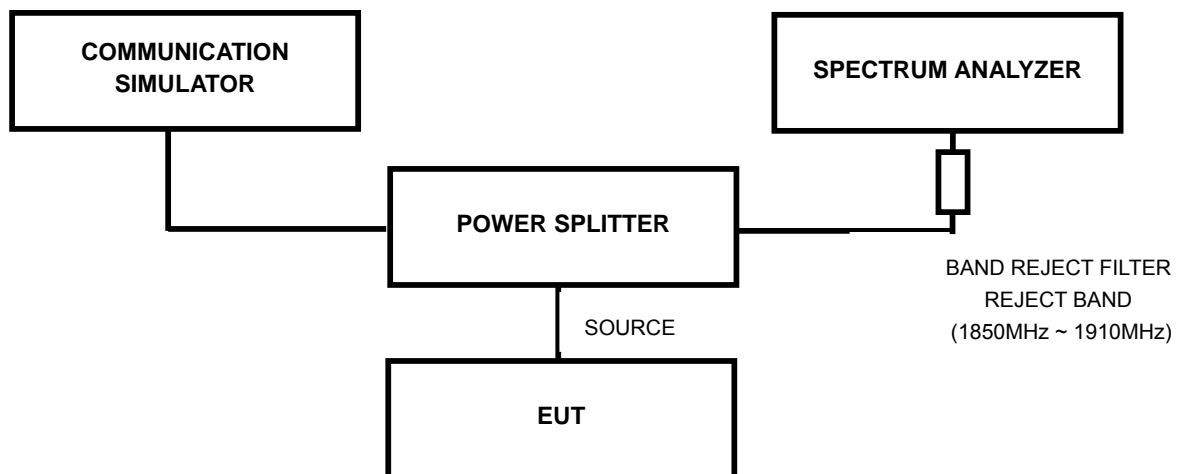 COMMUNICATION
SIMULATOR
SPECTRUM ANALYZER
POWER SPLITTER
BAND REJECT FILTER
REJECT BAND
(1850MHz ~ 1910MHz)
SOURCE
EUT